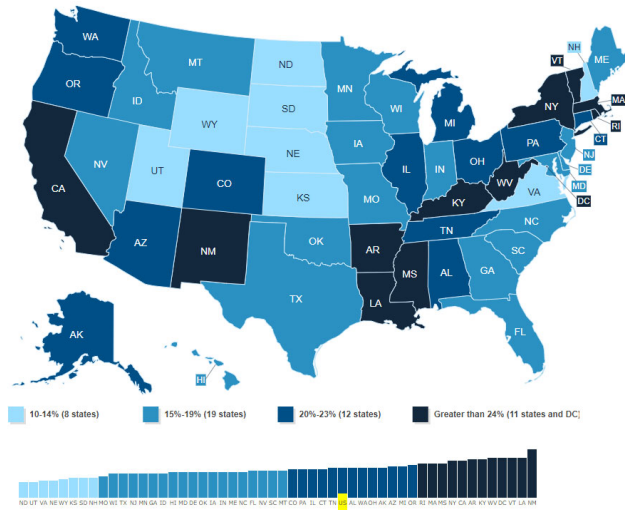 WA
MT
ND
MN
VT
NH
ME
OR
ID
SD
WI
MI
NY
MA
RI
CT
WY
IA
PA
NJ
NV
NE
IL
IN
OH
DE
MD
DC
CA
UT
CO
KS
MO
KY
WV
VA
AZ
NM
OK
AR
TN
NC
SC
TX
LA
MS
AL
GA
FL
AK
HI
10-14% (8 states) 15%-19% (19 states) 20%-23% (12 states) Greater than 24% (11 states and DC)
ND UT VA NE WY KS SD NH MO WI TX NJ MN GA ID HI MD DE OK IA IN ME NC FL NV SC MT CO PA IL CT TN US AL WA OH AK AZ MI OR RI MA MS NY CA AR KY WV DC VT LA NM